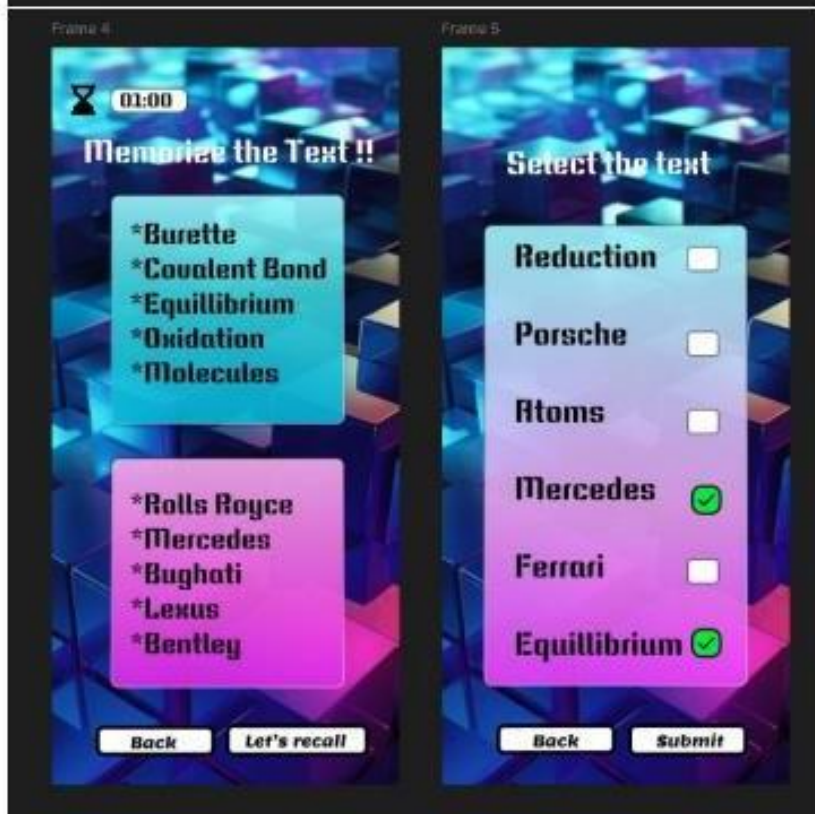 Frame 4
01:00
Memorize the Text !!
*Burette
*Covalent Bond
*Equillibrium
*Oxidation
*Molecules
*Rolls Royce
*Mercedes
*Bughati
*Lexus
*Bentley
Back
Let's recall
Frame 5
Select the text
Reduction
Porsche
Atoms
Mercedes
Ferrari
Equillibrium
Back
Submit